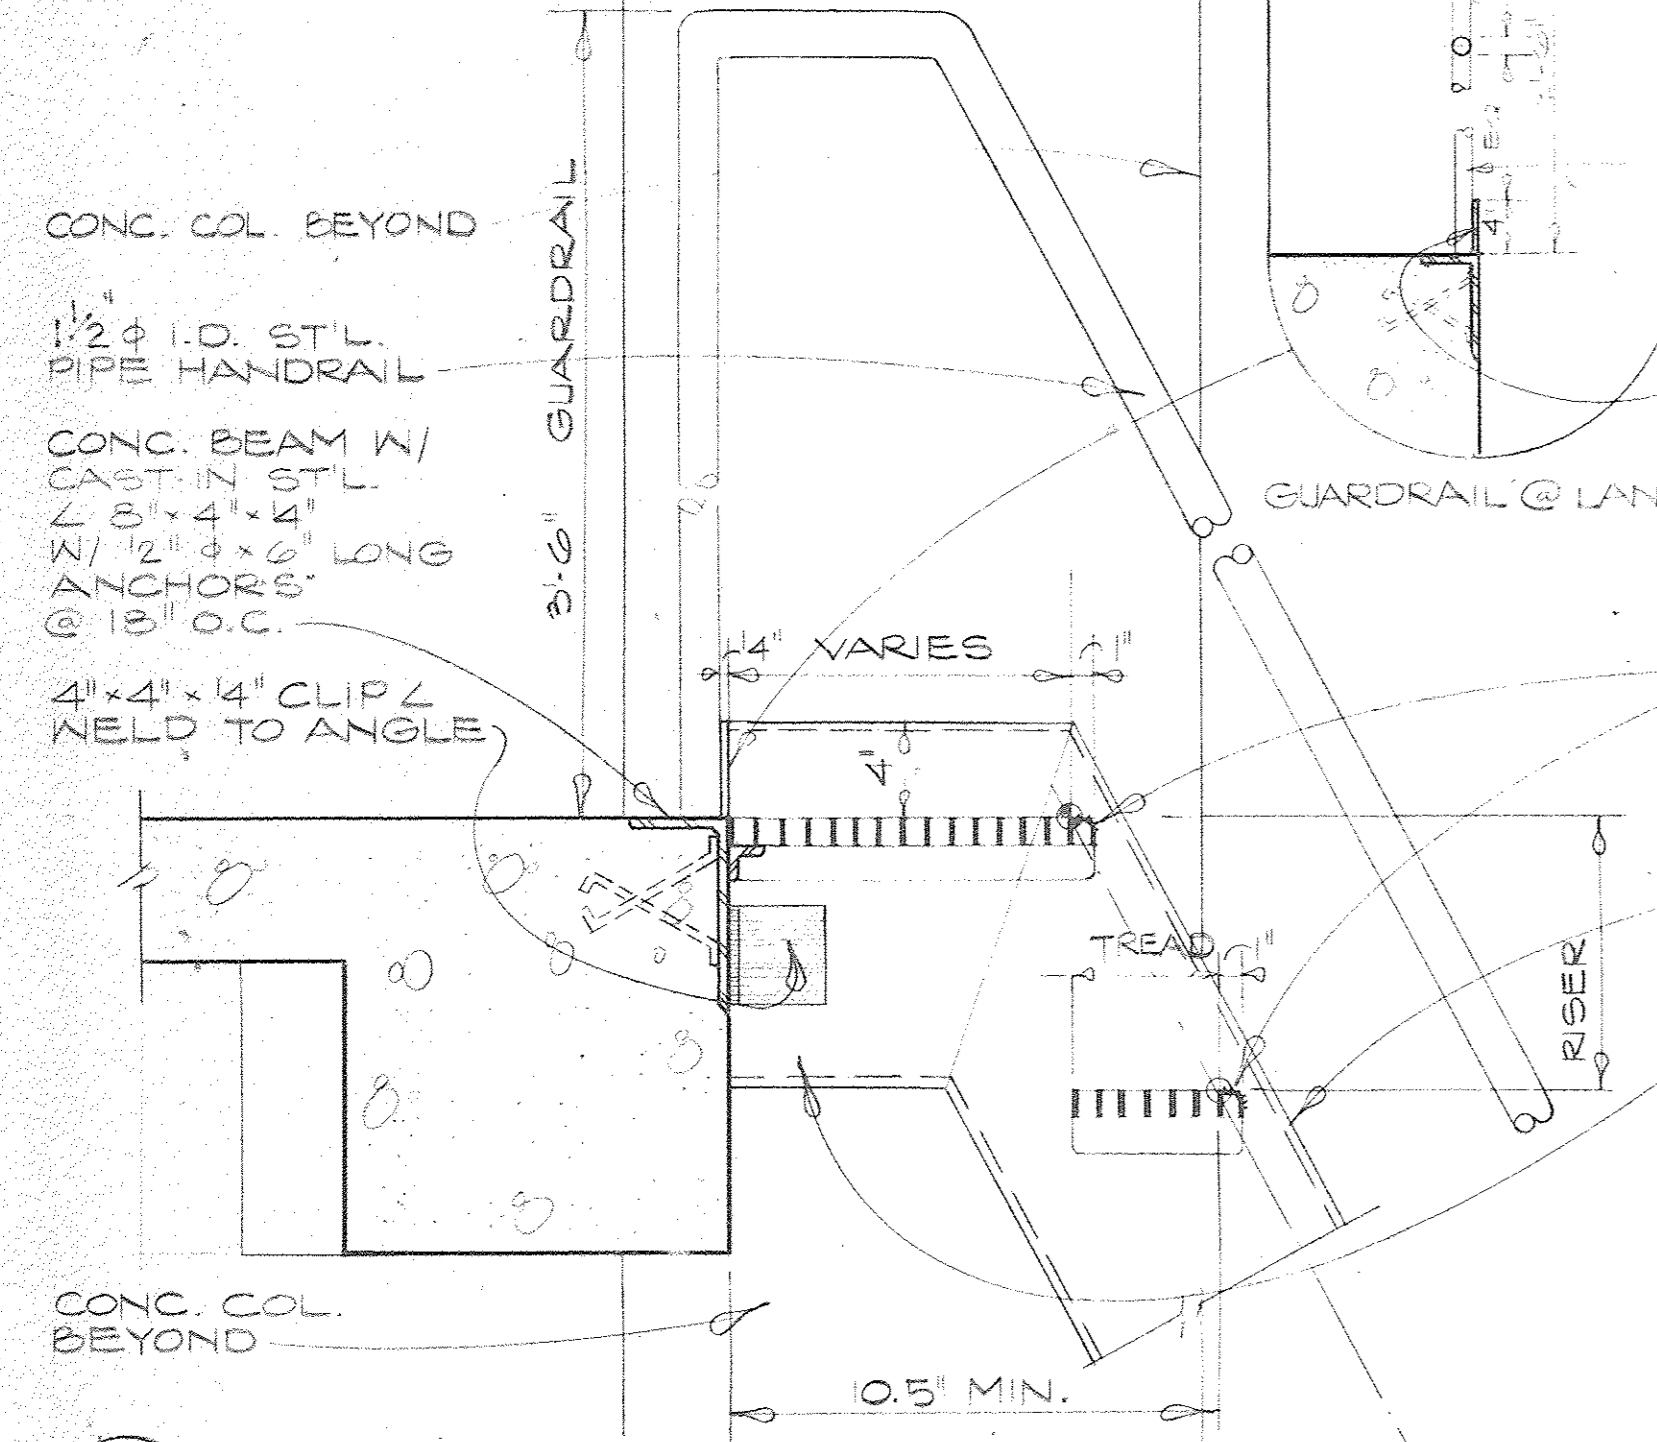 CONC. COL. BEYOND
1½" φ I.D. ST'L.
PIPE HANDRAIL
CONC. BEAM W/
CAST-IN ST'L.
∠ 8"×4"×¼"
W/ ½" φ × 6" LONG
ANCHORS
@ 18" O.C.
4"×4"×¼" CLIP ∠
WELD TO ANGLE
CONC. COL.
BEYOND
3'-6" GUARDRAIL
¼" VARIES 1"
4"
TREAD 1"
RISER
10.5" MIN.
4"
GUARDRAIL @ LAN